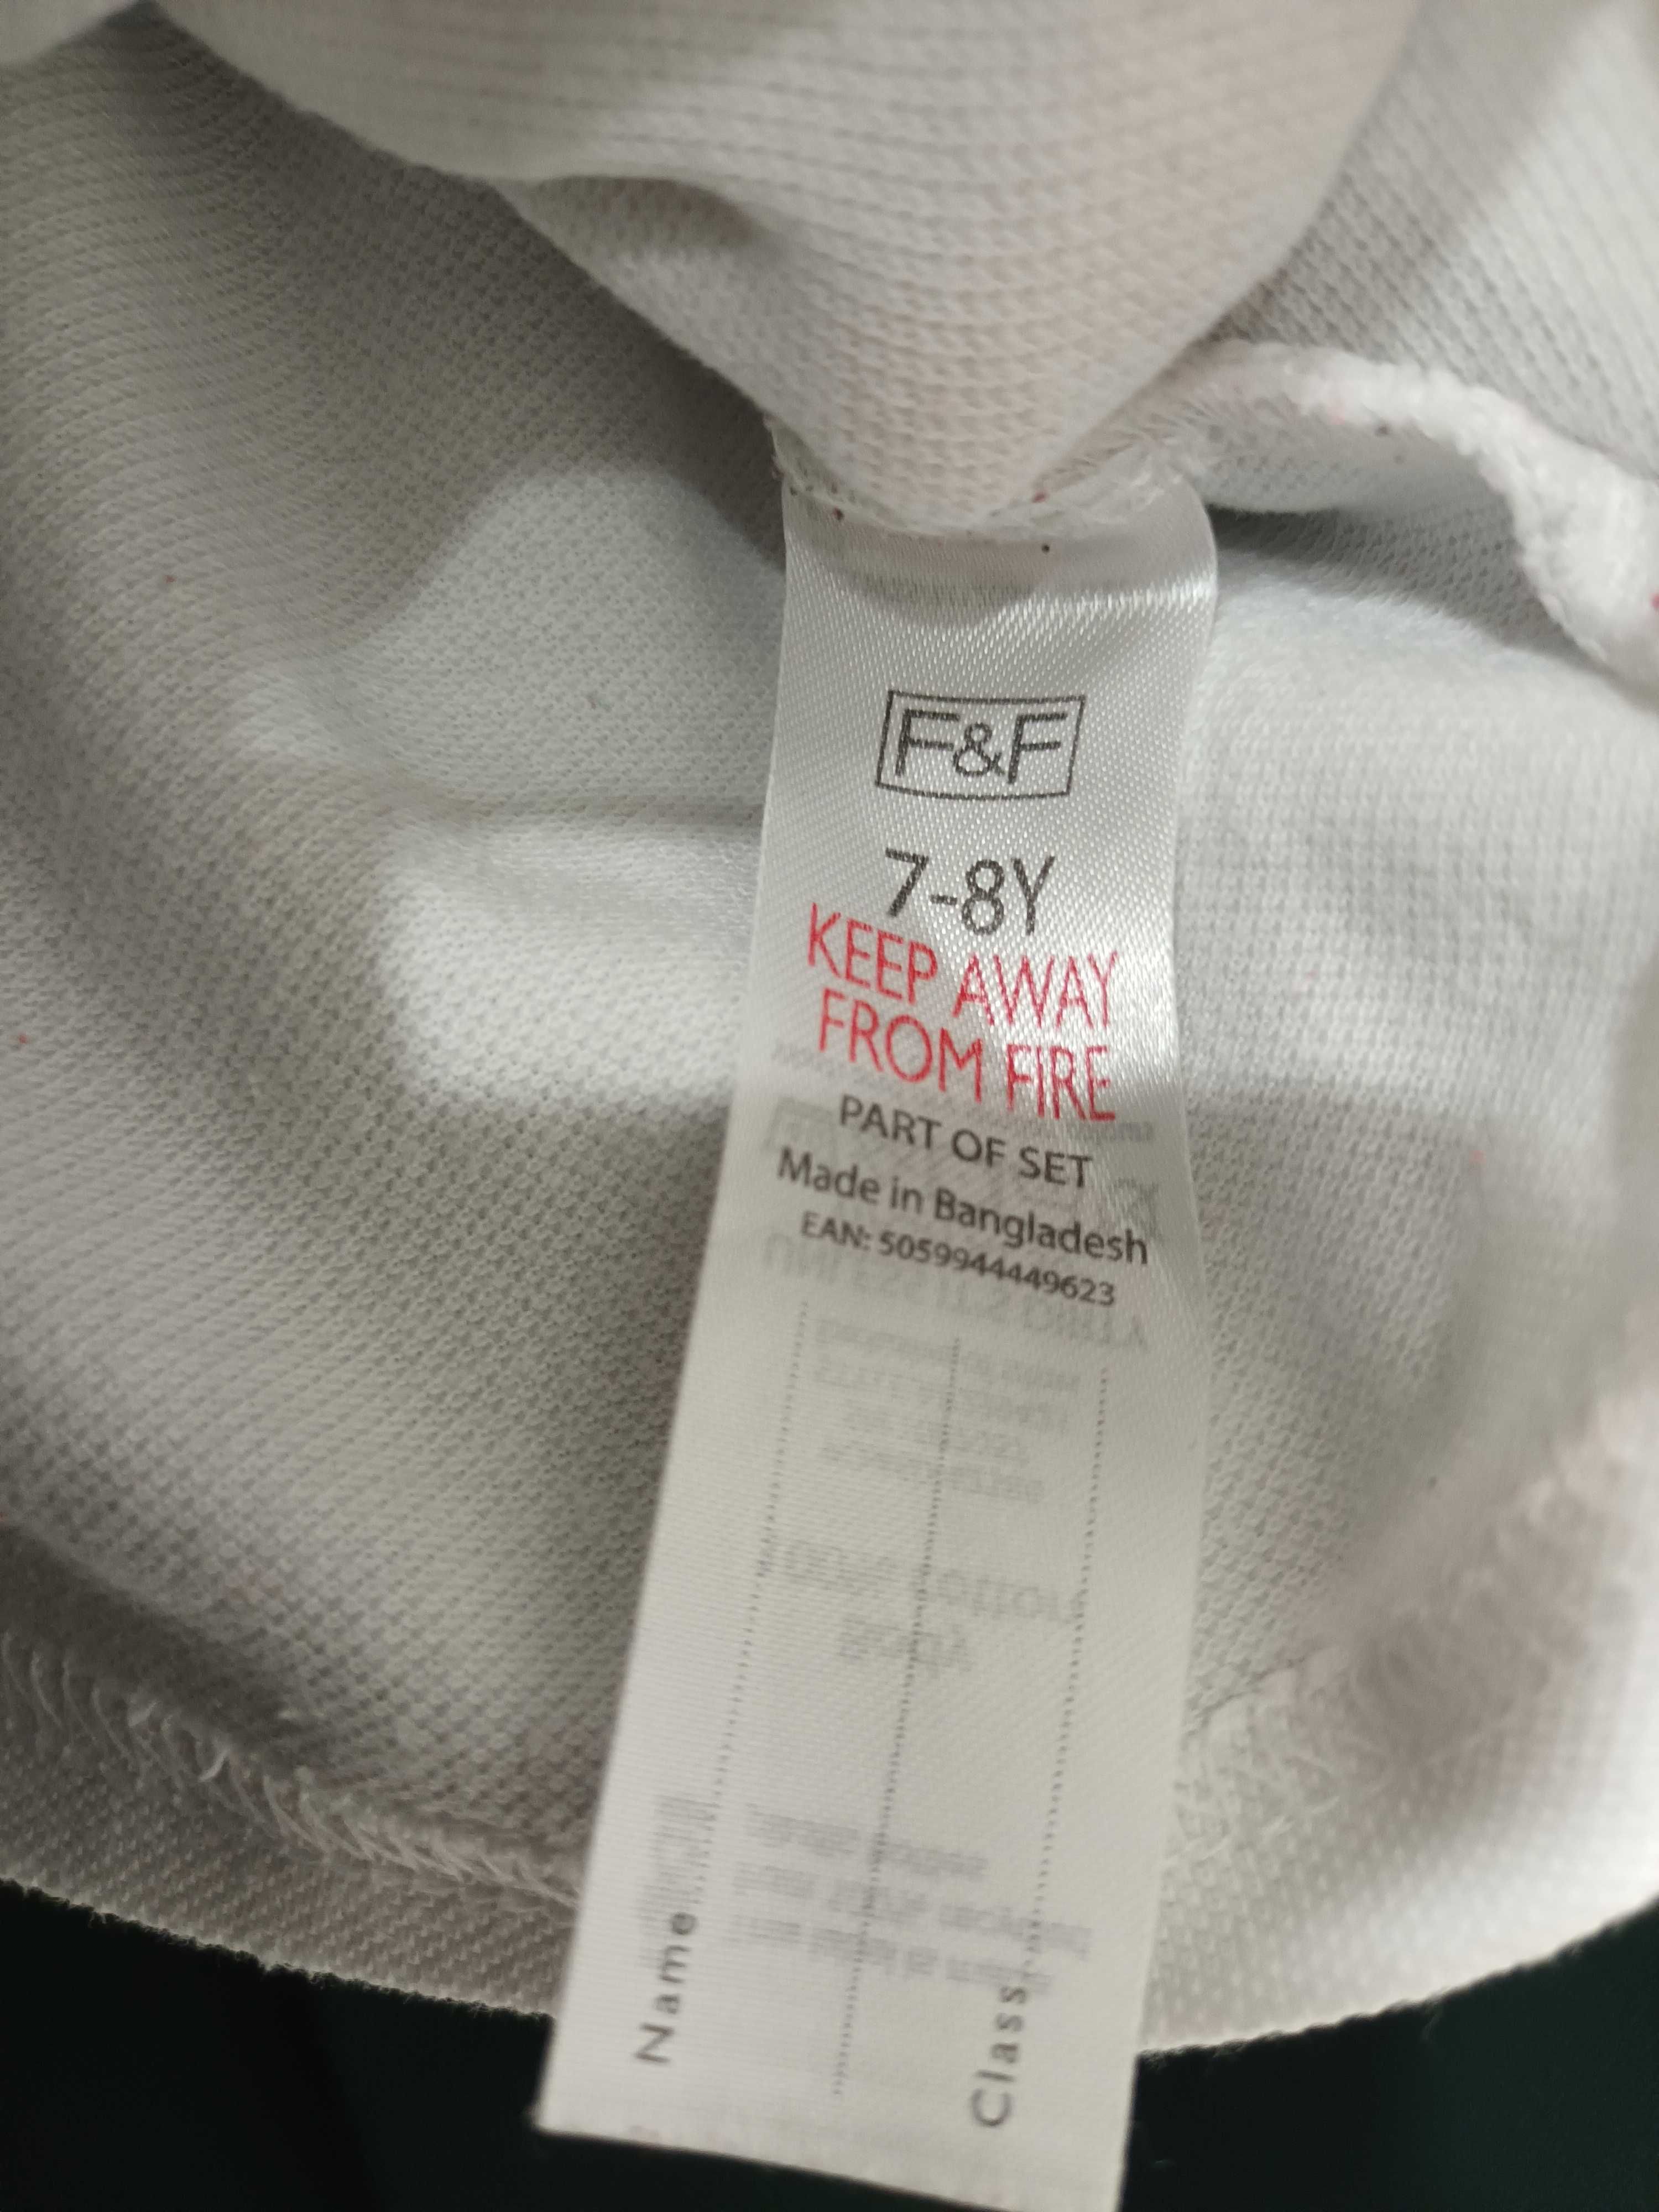 F&F
7-8Y
KEEP AWAY
FROM FIRE
PART OF SET
Made in Bangladesh
EAN: 5059944449623
Name
Class